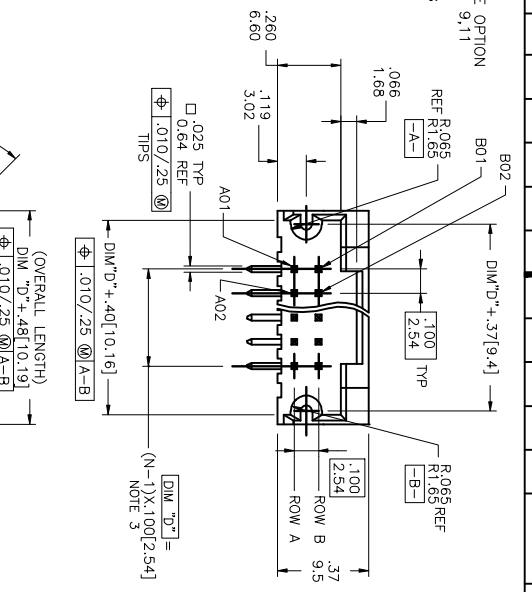 E OPTION
9,11
.260
6.60
.066
1.68
.119
3.02
REF R.065
R1.65
-A-
B01
B02
DIM"D"+.37[9.4]
.100
2.54
TYP
R.065 REF
R1.65
-B-
□ .025 TYP
0.64 REF
⌖ .010/.25 Ⓜ
TIPS
A01
A02
.100
2.54
ROW B
ROW A
.37
9.5
DIM"D"+.40[10.16]
⌖ .010/.25 Ⓜ A-B
DIM "D" =
(N-1)X.100[2.54]
NOTE 3
(OVERALL LENGTH)
DIM "D"+.48[10.19]
⌖ .010/.25 Ⓜ A-B